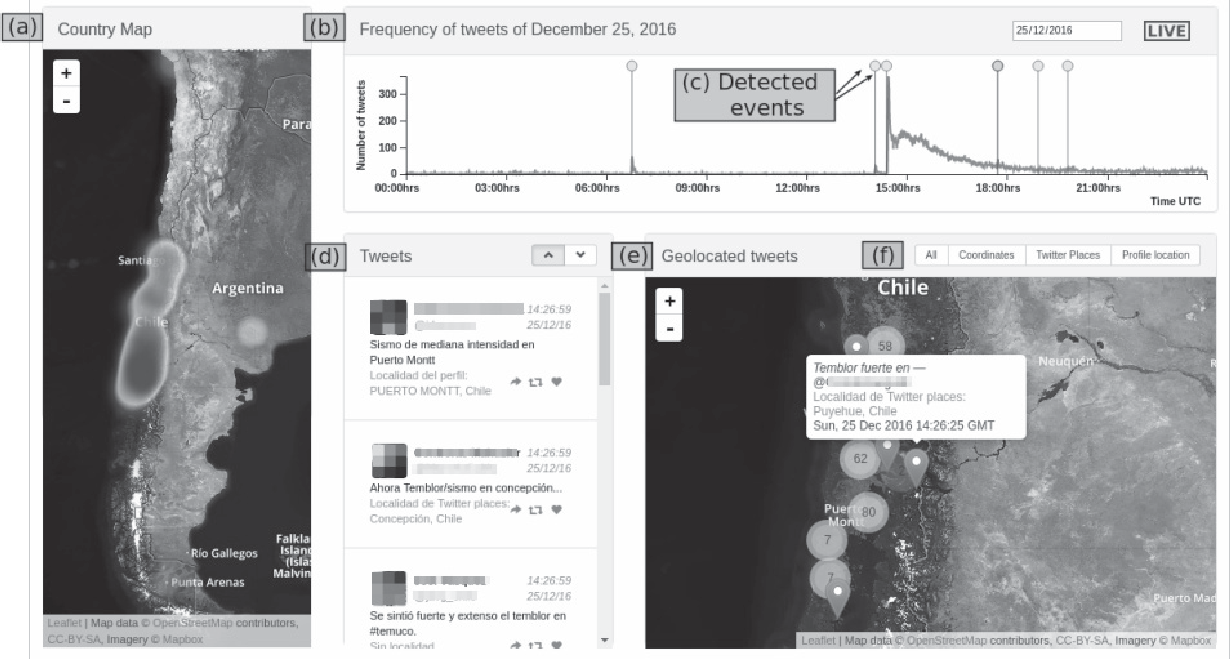 (a) Country Map
+
-
Para
Santia
Argentina
Chile
Río Gallegos
Punta Arenas
Falkla
Island
(Islas
Malvin
Leaflet | Map data © OpenStreetMap contributors,
CC-BY-SA, Imagery © Mapbox
(b) Frequency of tweets of December 25, 2016
25/12/2016
LIVE
(c) Detected
events
Number of tweets
300
200
100
0
00:00hrs 03:00hrs 06:00hrs 09:00hrs 12:00hrs 15:00hrs 18:00hrs 21:00hrs
Time UTC
(d) Tweets
14:26:59
25/12/16
Sismo de mediana intensidad en
Puerto Montt
Localidad del perfil:
PUERTO MONTT, Chile
14:26:59
25/12/16
Ahora Temblor/sismo en concepción...
Localidad de Twitter places:
Concepción, Chile
14:26:59
25/12/16
Se sintió fuerte y extenso el temblor en
#temuco.
Sin localidad
(e) Geolocated tweets
(f) All Coordinates Twitter Places Profile location
+
-
Chile
58
Neuquén
Temblor fuerte en —
Localidad de Twitter places:
Puyehue, Chile
Sun, 25 Dec 2016 14:26:25 GMT
62
Puerto
Montt
80
7
7
Puerto Mad
Leaflet | Map data © OpenStreetMap contributors, CC-BY-SA, Imagery © Mapbox